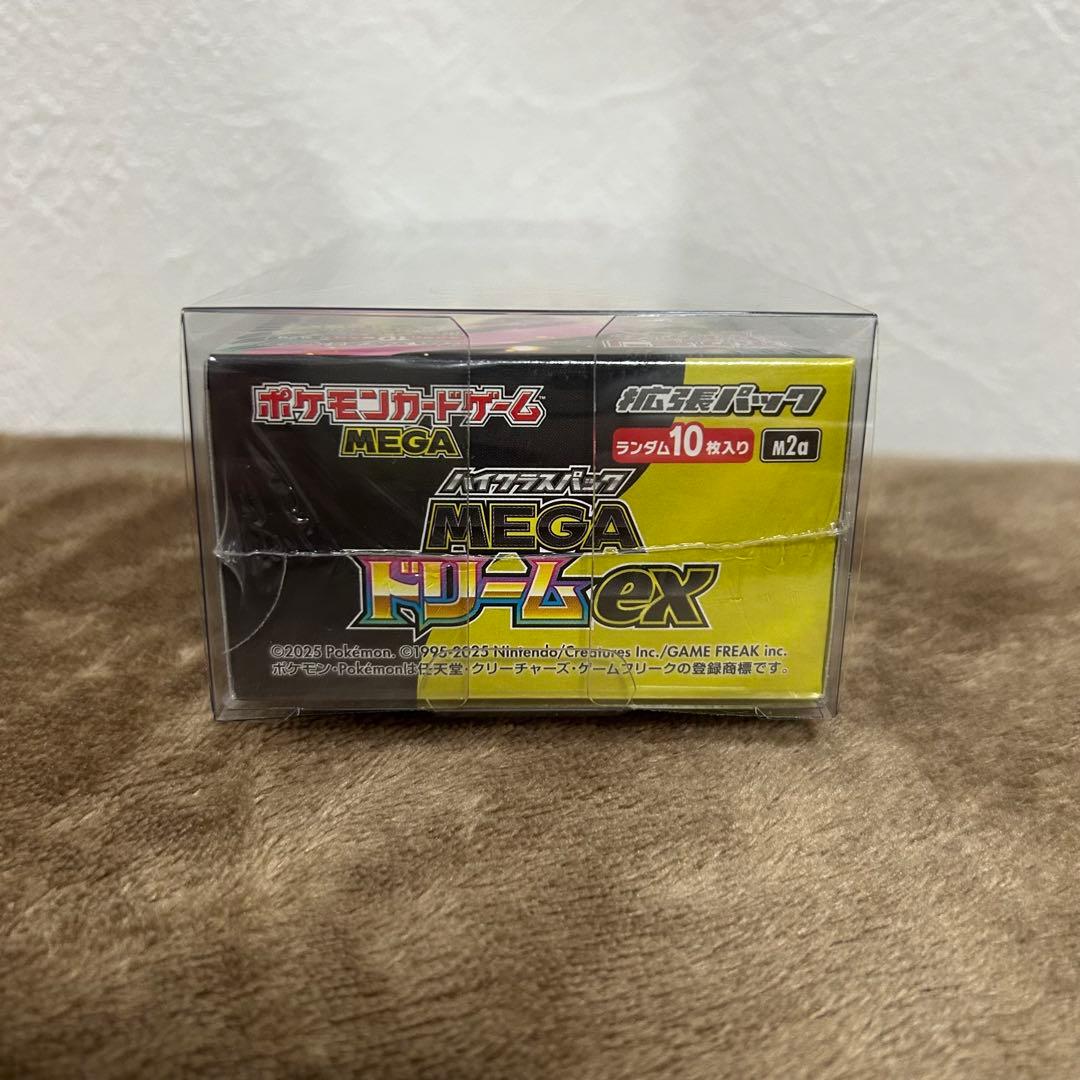 ポケモンカードゲーム™
MEGA
拡張パック
ランダム10枚入り M2a
ハイクラスパック
MEGA
ドリームex
©2025 Pokémon. ©1995-2025 Nintendo/Creatures Inc./GAME FREAK inc.
ポケモン・Pokémonは任天堂・クリーチャーズ・ゲームフリークの登録商標です。